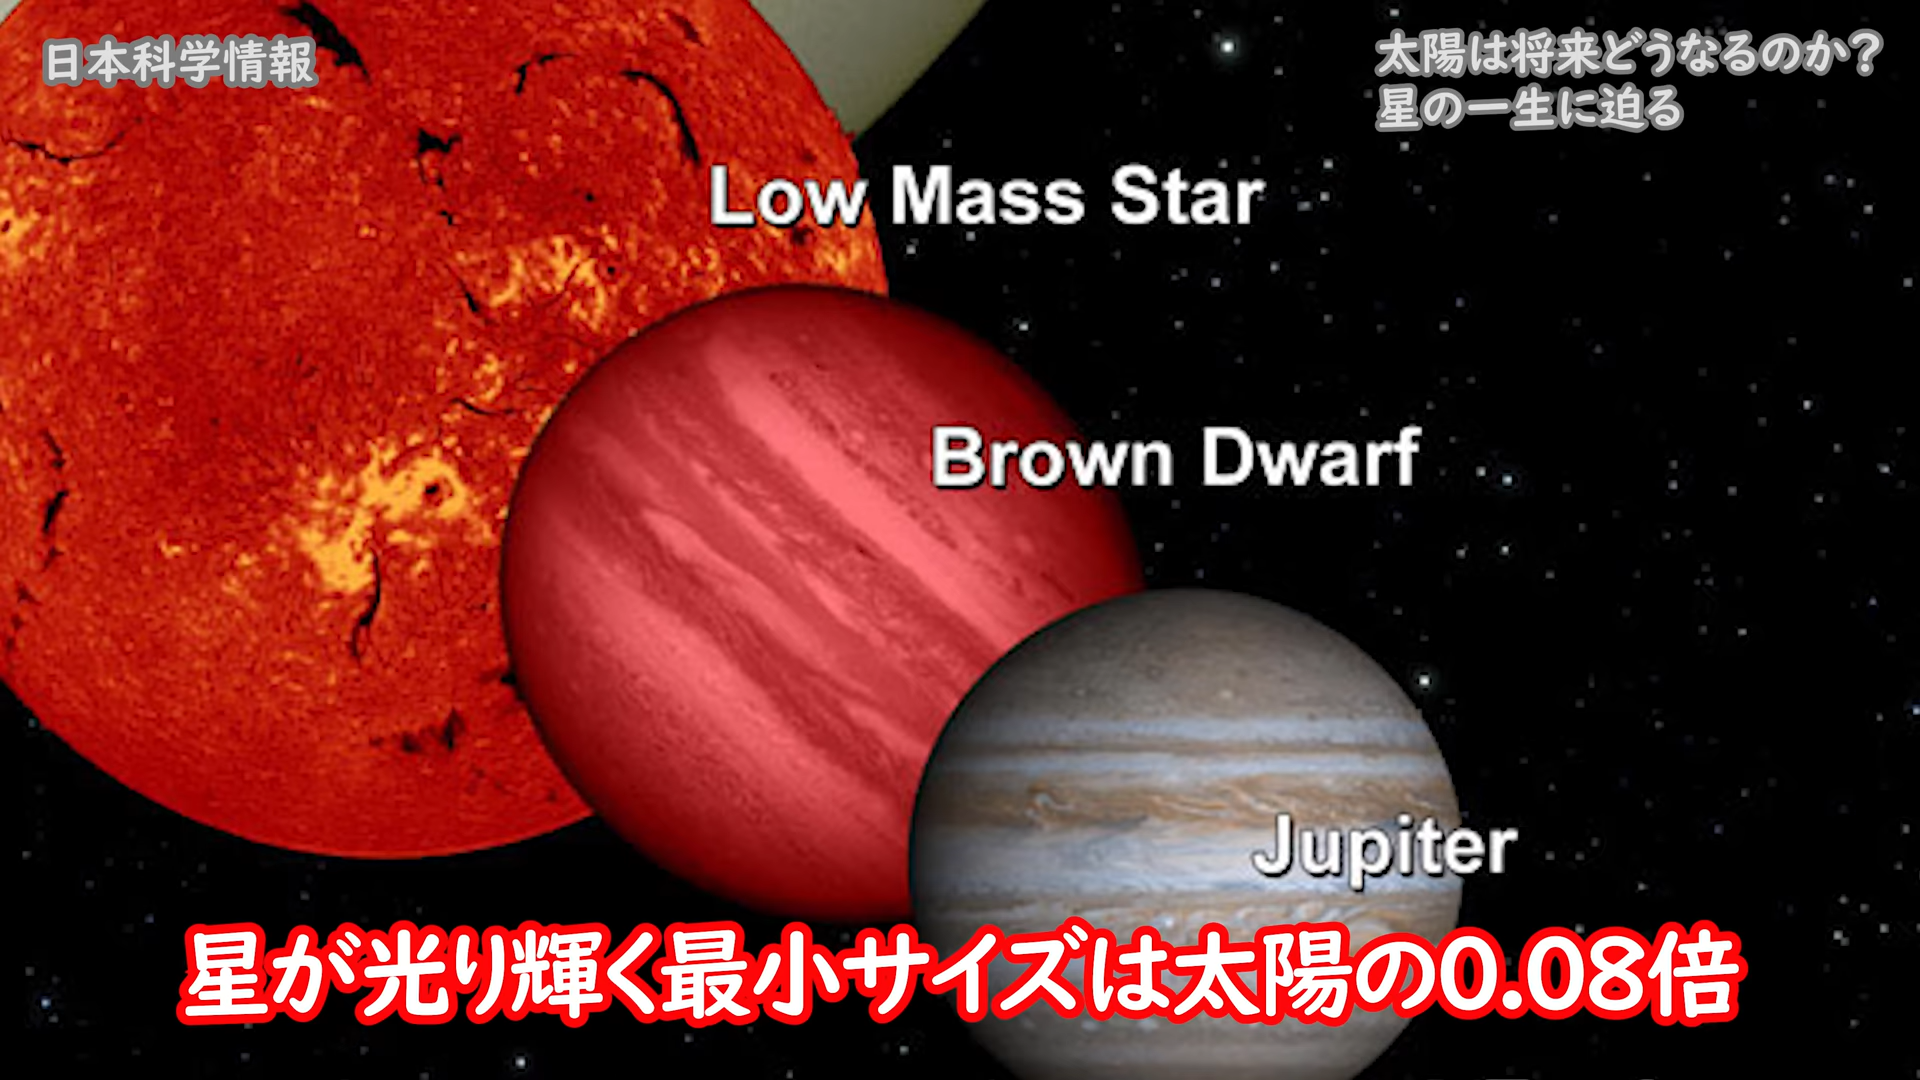 日本科学情報
太陽は将来どうなるのか?
星の一生に迫る
Low Mass Star
Brown Dwarf
Jupiter
星が光り輝く最小サイズは太陽の0.08倍